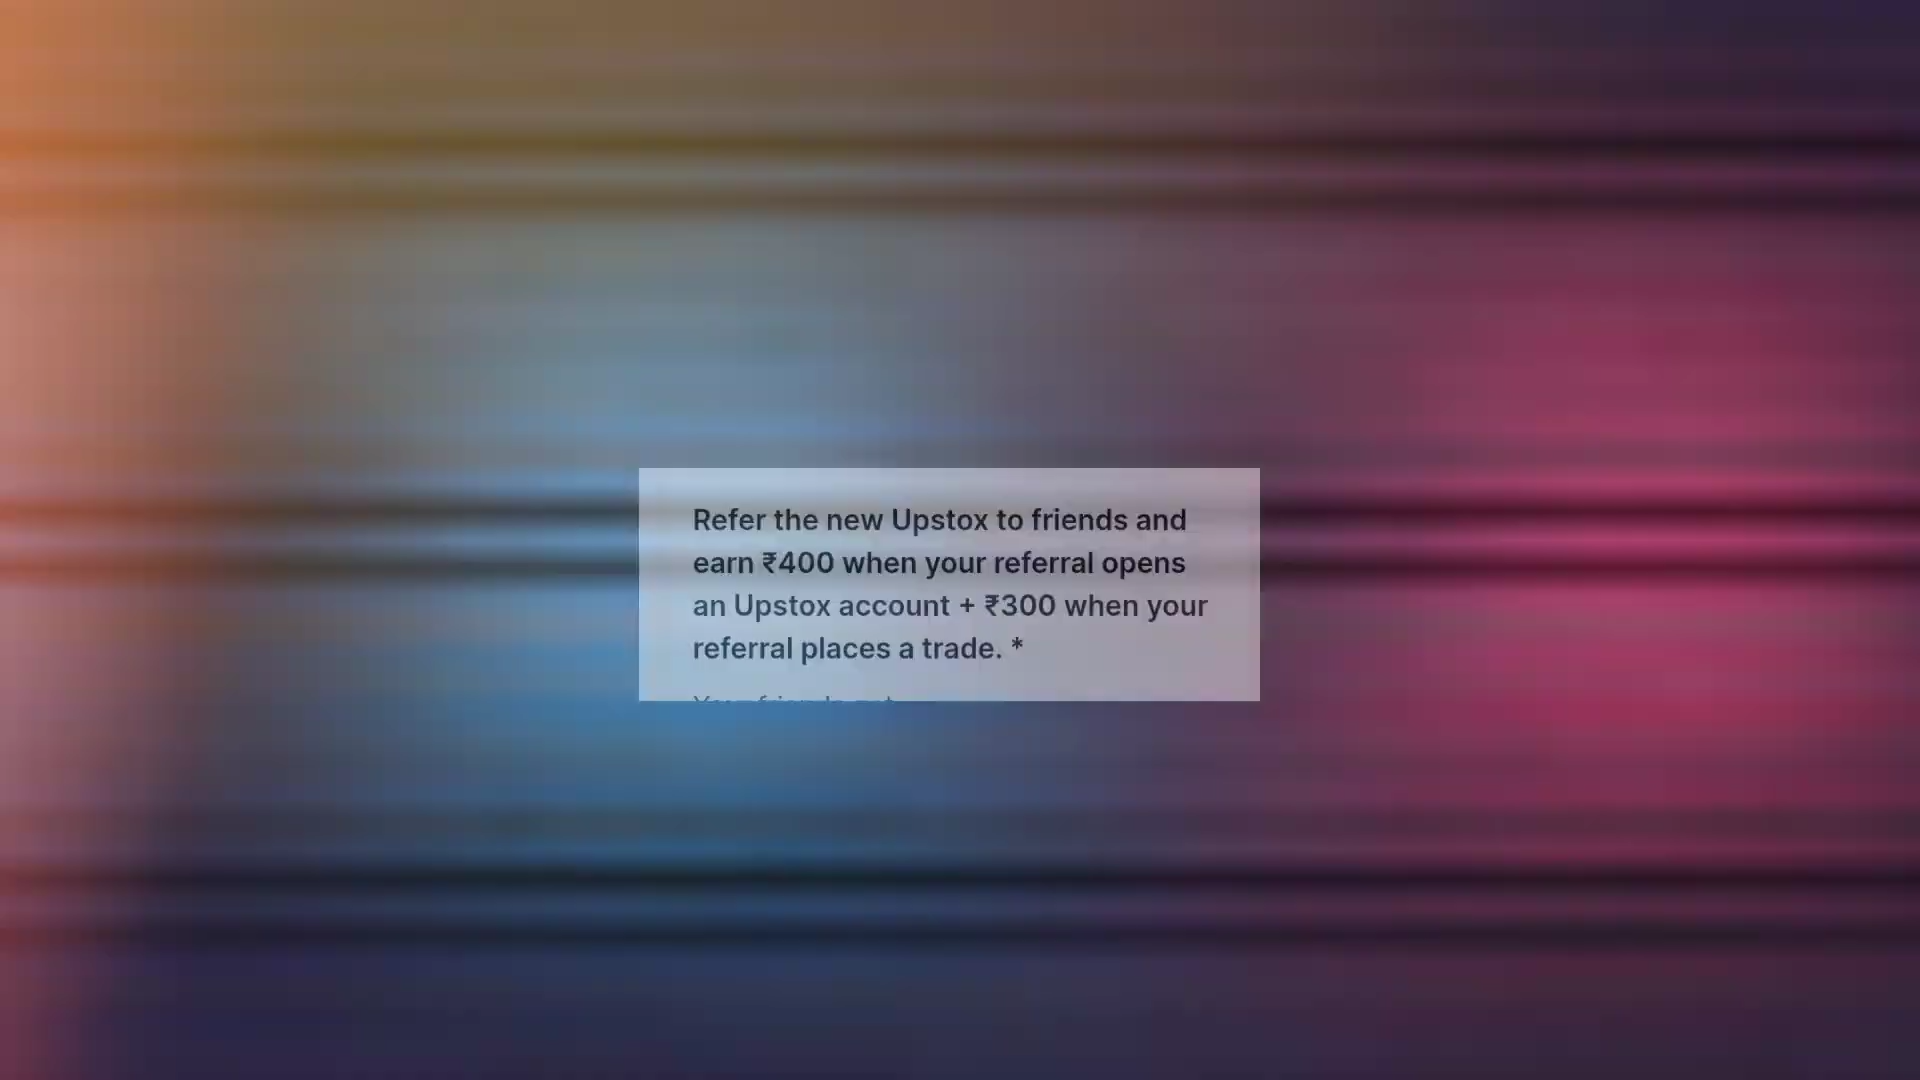 Refer the new Upstox to friends and
earn ₹400 when your referral opens
an Upstox account + ₹300 when your
referral places a trade. *